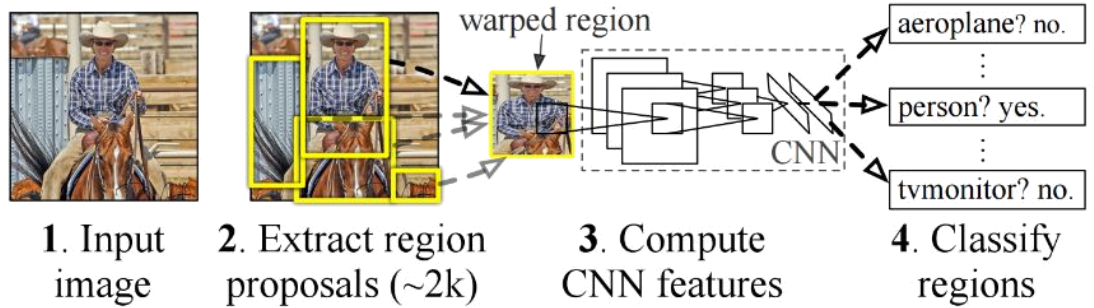 warped region
aeroplane? no.
person? yes.
CNN
tvmonitor? no.
1. Input
image
2. Extract region
proposals (~2k)
3. Compute
CNN features
4. Classify
regions